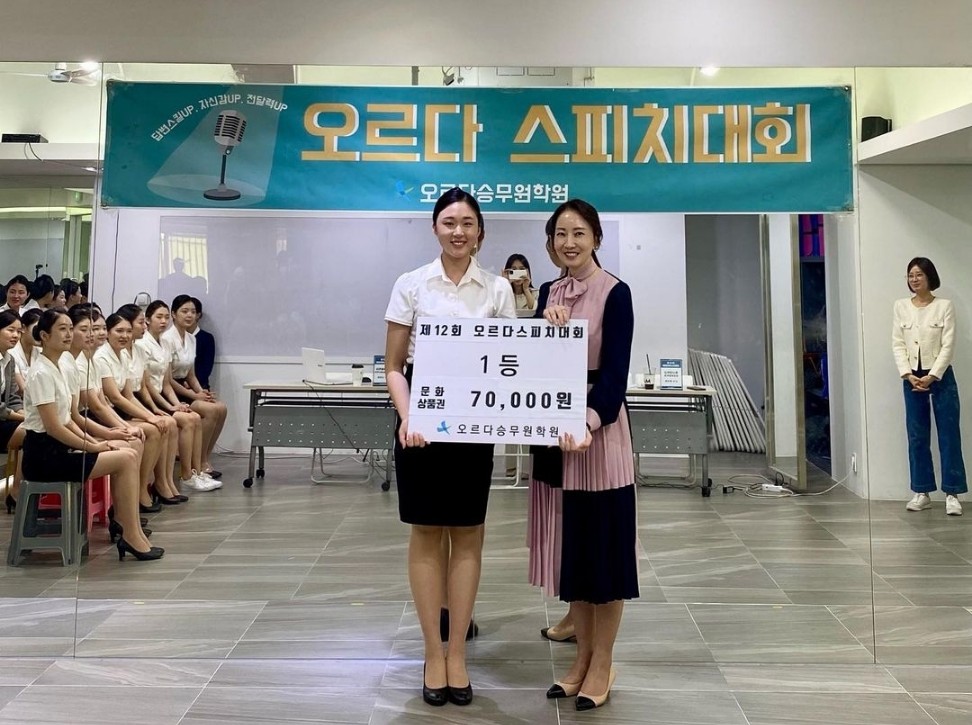 답변스킬UP, 자신감UP, 전달력UP
오르다 스피치대회
오르다승무원학원
제12회 오르다스피치대회
1등
문화
상품권 70,000원
오르다승무원학원